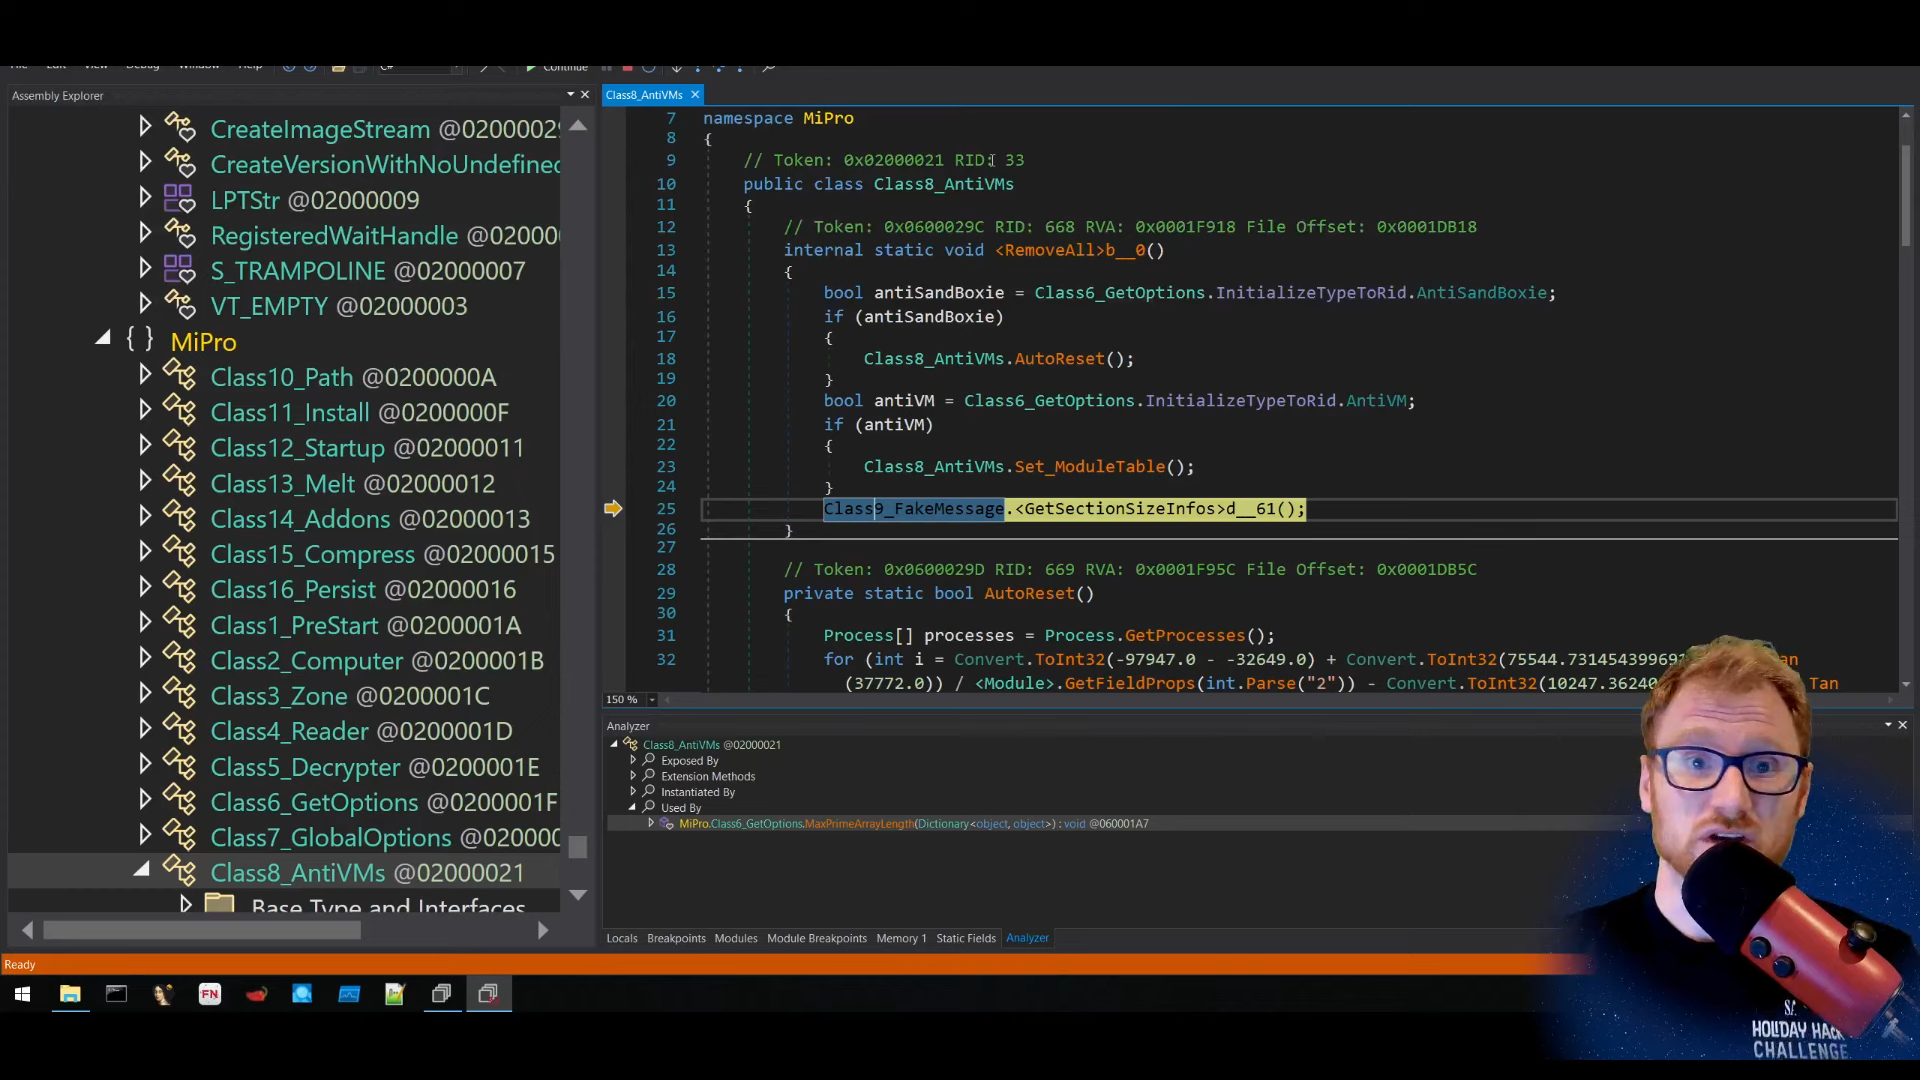 Continue
Assembly Explorer
CreateImageStream @0200002
CreateVersionWithNoUndefined
LPTStr @02000009
RegisteredWaitHandle @02000
S_TRAMPOLINE @02000007
VT_EMPTY @02000003
{ } MiPro
Class10_Path @0200000A
Class11_Install @0200000F
Class12_Startup @02000011
Class13_Melt @02000012
Class14_Addons @02000013
Class15_Compress @02000015
Class16_Persist @02000016
Class1_PreStart @0200001A
Class2_Computer @0200001B
Class3_Zone @0200001C
Class4_Reader @0200001D
Class5_Decrypter @0200001E
Class6_GetOptions @0200001F
Class7_GlobalOptions @020000
Class8_AntiVMs @02000021
Base Type and Interfaces
Class8_AntiVMs
7 namespace MiPro
8 {
9 // Token: 0x02000021 RID: 33
10 public class Class8_AntiVMs
11 {
12 // Token: 0x0600029C RID: 668 RVA: 0x0001F918 File Offset: 0x0001DB18
13 internal static void <RemoveAll>b__0()
14 {
15 bool antiSandBoxie = Class6_GetOptions.InitializeTypeToRid.AntiSandBoxie;
16 if (antiSandBoxie)
17 {
18 Class8_AntiVMs.AutoReset();
19 }
20 bool antiVM = Class6_GetOptions.InitializeTypeToRid.AntiVM;
21 if (antiVM)
22 {
23 Class8_AntiVMs.Set_ModuleTable();
24 }
25 Class9_FakeMessage.<GetSectionSizeInfos>d__61();
26 }
27
28 // Token: 0x0600029D RID: 669 RVA: 0x0001F95C File Offset: 0x0001DB5C
29 private static bool AutoReset()
30 {
31 Process[] processes = Process.GetProcesses();
32 for (int i = Convert.ToInt32(-97947.0 - -32649.0) + Convert.ToInt32(75544.73145439969
(37772.0)) / <Module>.GetFieldProps(int.Parse("2")) - Convert.ToInt32(10247.36240 Tan
150 %
Analyzer
Class8_AntiVMs @02000021
Exposed By
Extension Methods
Instantiated By
Used By
MiPro.Class6_GetOptions.MaxPrimeArrayLength(Dictionary<object, object>) : void @060001A7
Locals Breakpoints Modules Module Breakpoints Memory 1 Static Fields Analyzer
Ready
FN
HOLIDAY HACK
CHALLENGE